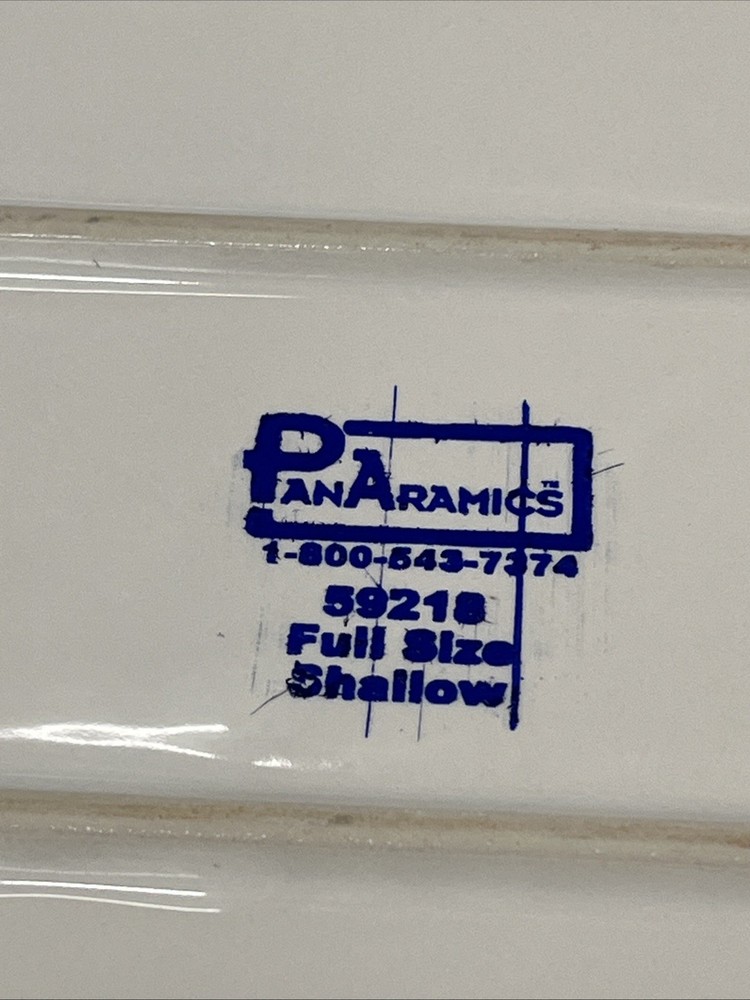 PANARAMICS™
1-800-543-7374
59218
Full Size
Shallow